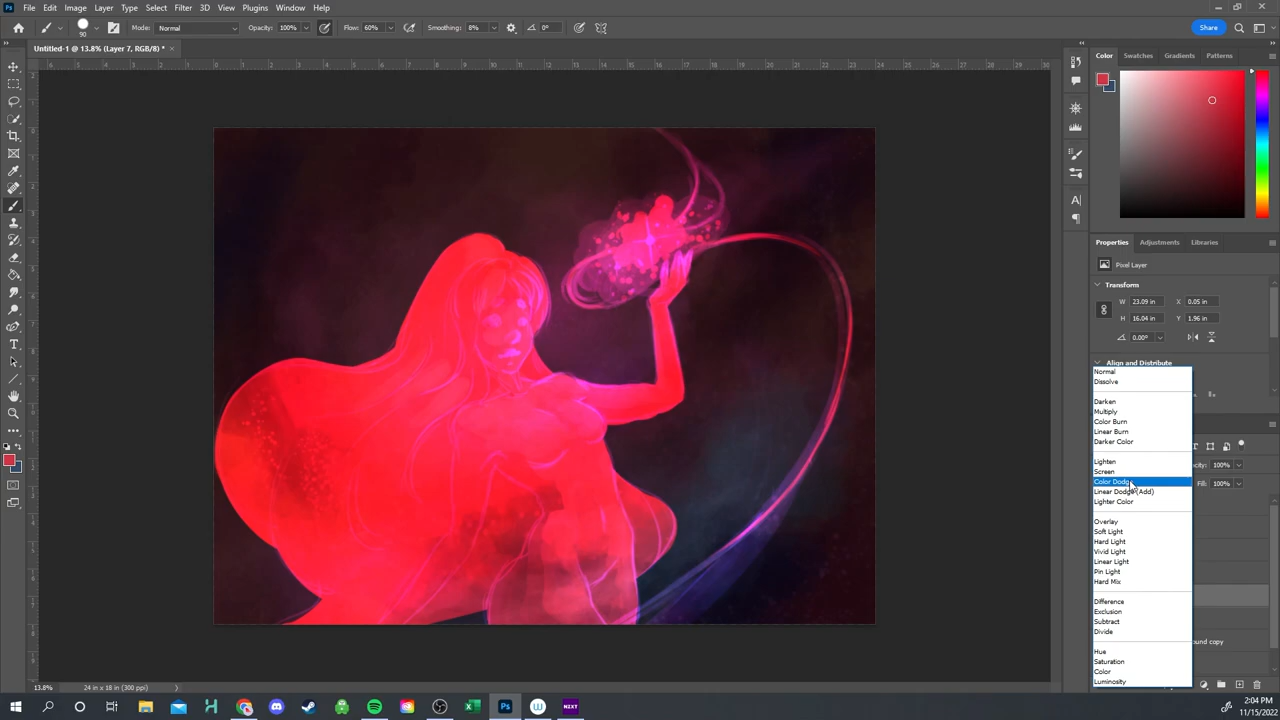 Ps File Edit Image Layer Type Select Filter 3D View Plugins Window Help
90 Mode: Normal Opacity: 100% Flow: 60% Smoothing: 8% 0° Share
Untitled-1 @ 13.8% (Layer 7, RGB/8) *
Color Swatches Gradients Patterns
Properties Adjustments Libraries
Pixel Layer
Transform
W 23.09 in X 0.05 in
H 16.04 in Y 1.96 in
0.00°
Align and Distribute
Normal
Dissolve
Darken
Multiply
Color Burn
Linear Burn
Darker Color
Lighten
Screen
Color Dodge
Linear Dodge (Add)
Lighter Color
Overlay
Soft Light
Hard Light
Vivid Light
Linear Light
Pin Light
Hard Mix
Difference
Exclusion
Subtract
Divide
Hue
Saturation
Color
Luminosity
100%
Fill: 100%
copy
13.8% 24 in x 18 in (300 ppi)
2:04 PM
11/15/2022